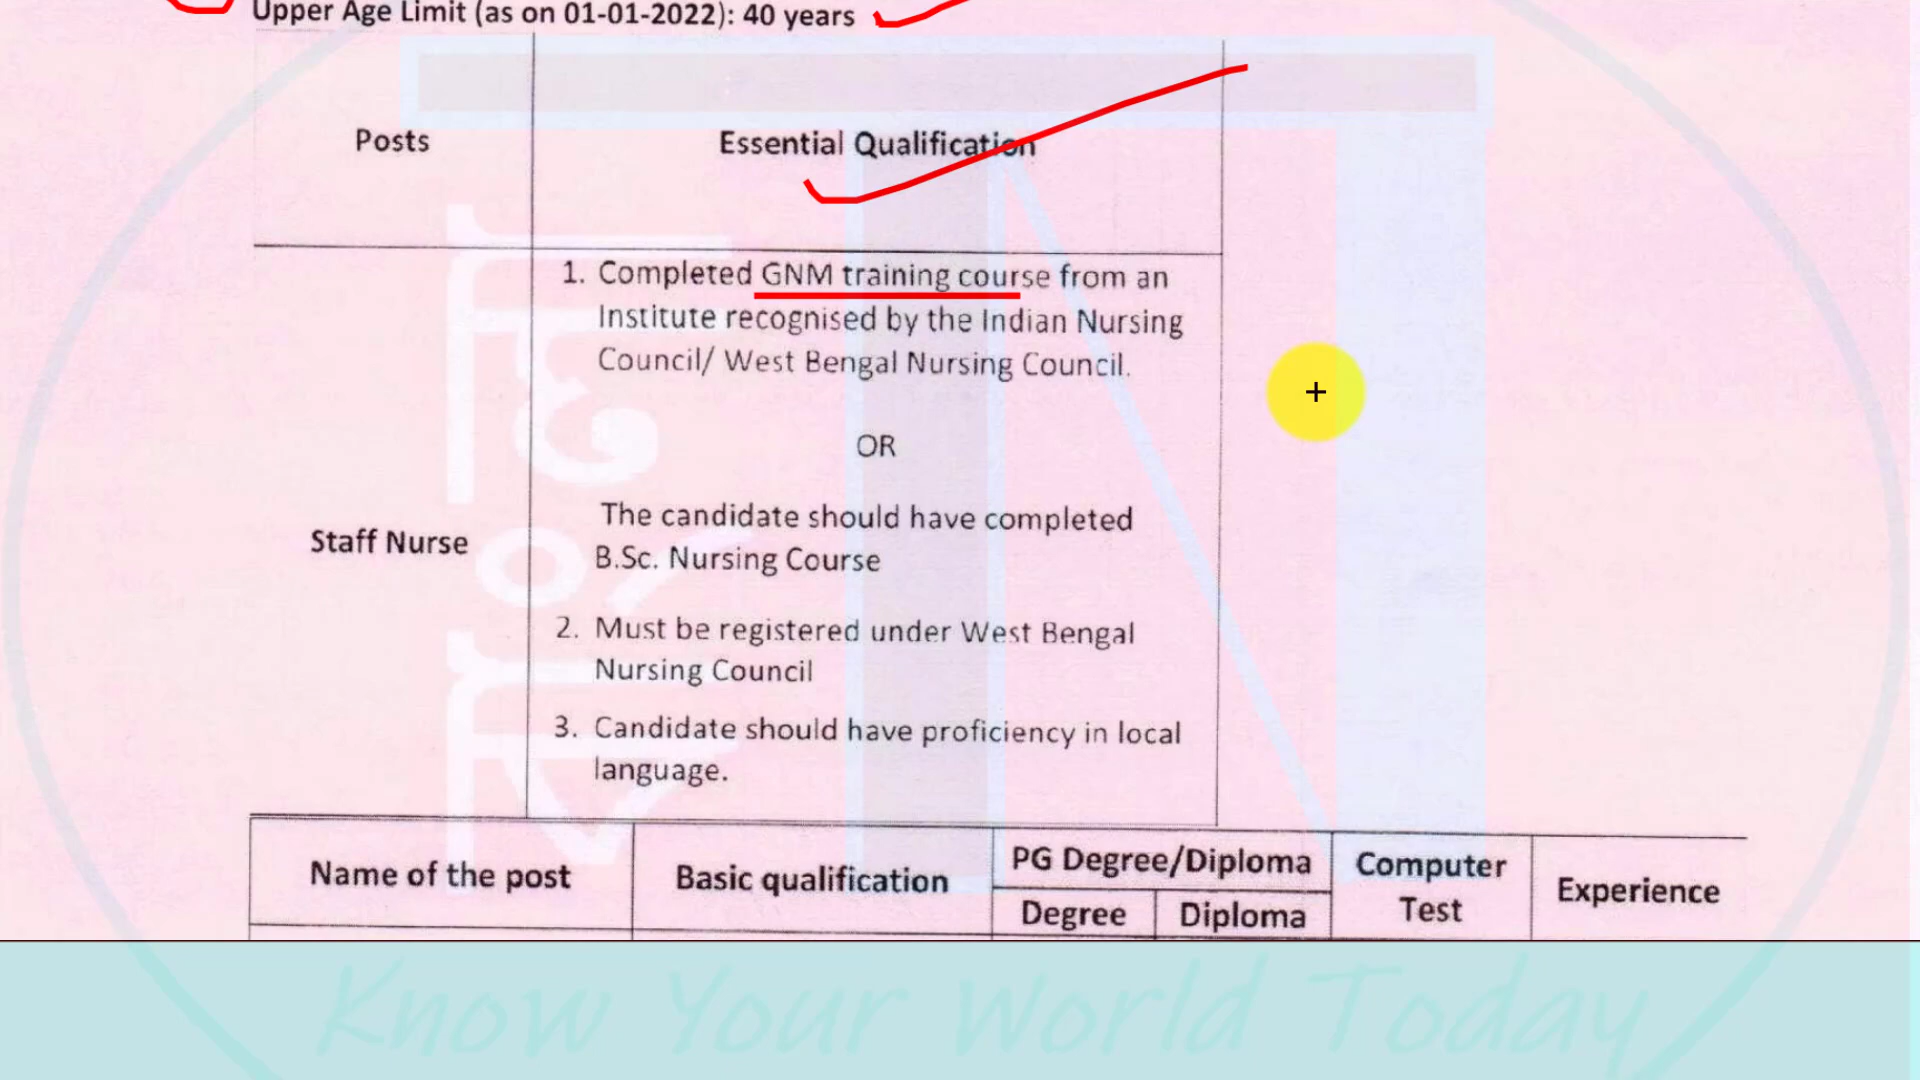 Upper Age Limit (as on 01-01-2022): 40 years
Posts
Essential Qualification
Staff Nurse
1. Completed GNM training course from an
Institute recognised by the Indian Nursing
Council/ West Bengal Nursing Council.
OR
The candidate should have completed
B.Sc. Nursing Course
2. Must be registered under West Bengal
Nursing Council
3. Candidate should have proficiency in local
language.
Name of the post
Basic qualification
PG Degree/Diploma
Degree
Diploma
Computer
Test
Experience
Know Your World Today